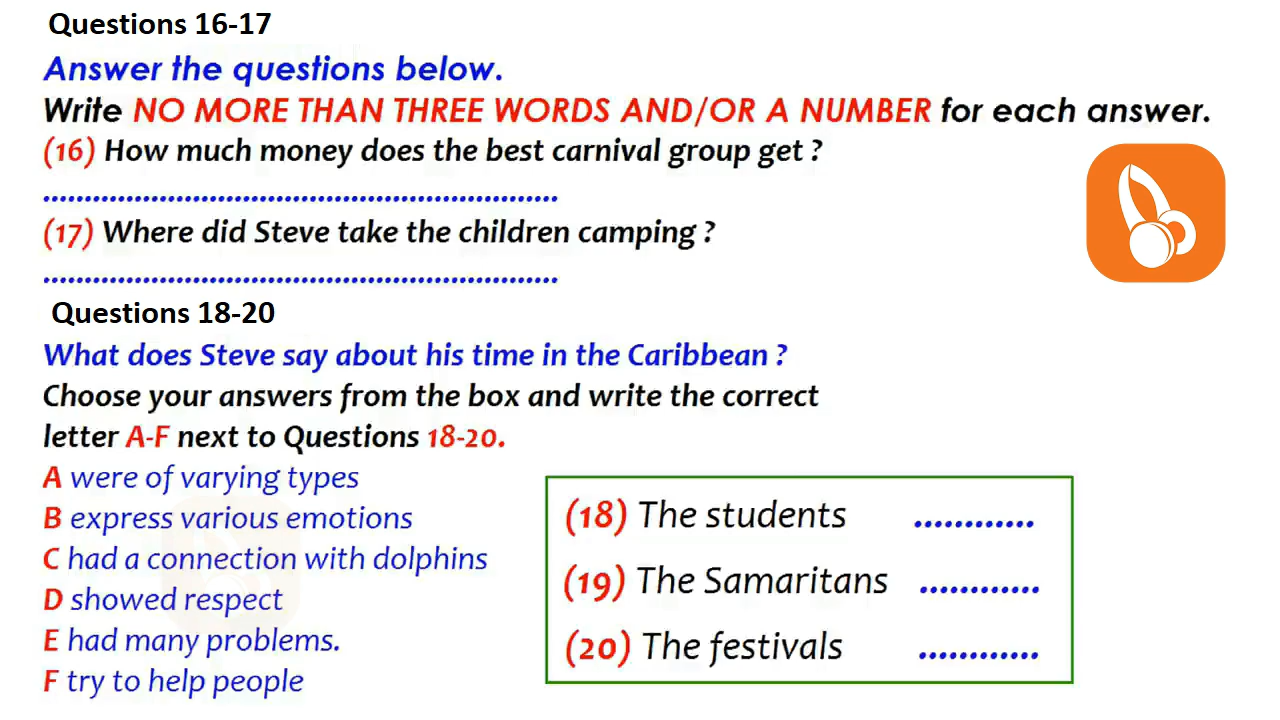 Questions 16-17
Answer the questions below.
Write NO MORE THAN THREE WORDS AND/OR A NUMBER for each answer.
(16) How much money does the best carnival group get ?
.............................................................
(17) Where did Steve take the children camping ?
.............................................................
Questions 18-20
What does Steve say about his time in the Caribbean ?
Choose your answers from the box and write the correct
letter A-F next to Questions 18-20.
A were of varying types
B express various emotions
C had a connection with dolphins
D showed respect
E had many problems.
F try to help people
(18) The students ............
(19) The Samaritans ............
(20) The festivals ............